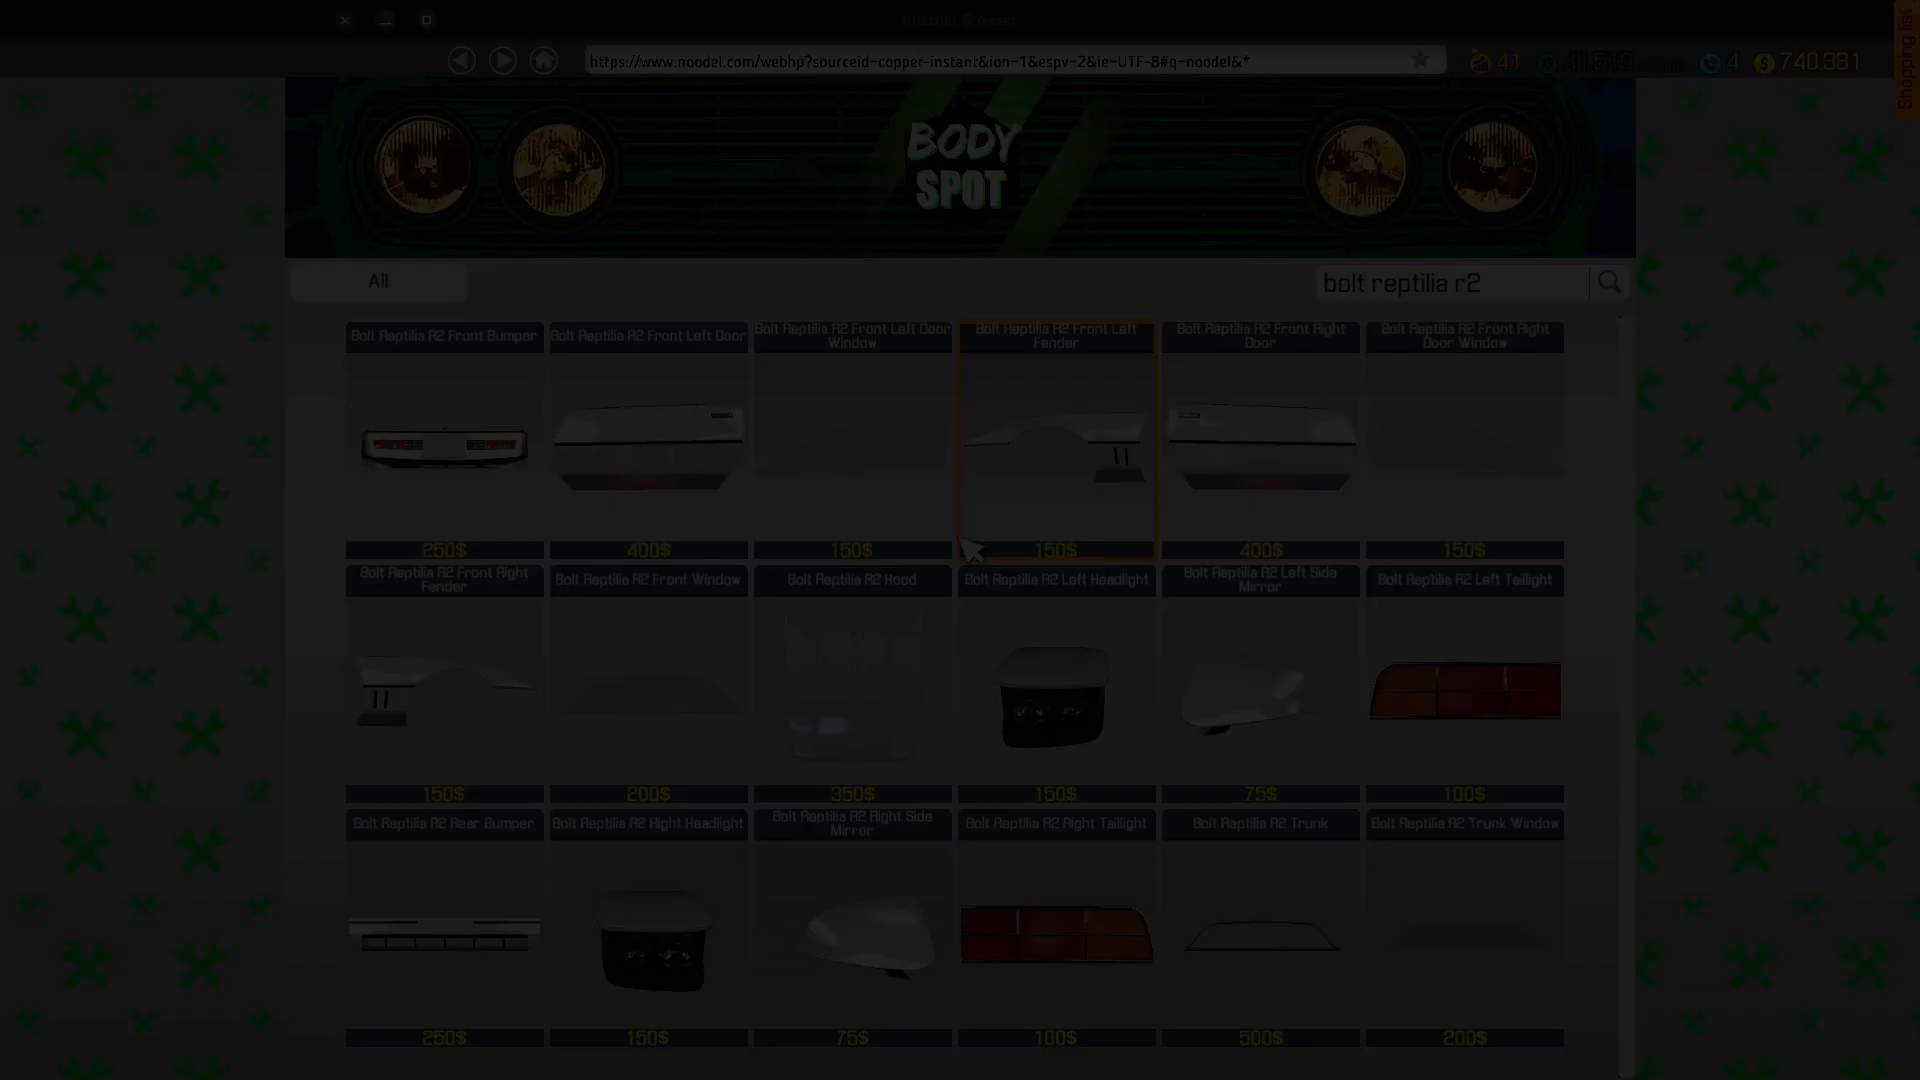 Internet Browser
https://www.noodel.com/webhp?sourceid-copper-instant&ion-1&espv-2&ie-UTF-8#q-noodel&*
41
4
740,381
Shopping list
BODY
SPOT
All
bolt reptilia r2
Bolt Reptilia R2 Front Bumper
Bolt Reptilia R2 Front Left Door
Bolt Reptilia R2 Front Left Door
Window
Bolt Reptilia R2 Front Left
Fender
Bolt Reptilia R2 Front Right
Door
Bolt Reptilia R2 Front Right
Door Window
250$
400$
150$
150$
400$
150$
Bolt Reptilia R2 Front Right
Fender
Bolt Reptilia R2 Front Window
Bolt Reptilia R2 Hood
Bolt Reptilia R2 Left Headlight
Bolt Reptilia R2 Left Side
Mirror
Bolt Reptilia R2 Left Taillight
150$
200$
350$
150$
75$
100$
Bolt Reptilia R2 Rear Bumper
Bolt Reptilia R2 Right Headlight
Bolt Reptilia R2 Right Side
Mirror
Bolt Reptilia R2 Right Taillight
Bolt Reptilia R2 Trunk
Bolt Reptilia R2 Trunk Window
250$
150$
75$
100$
500$
200$